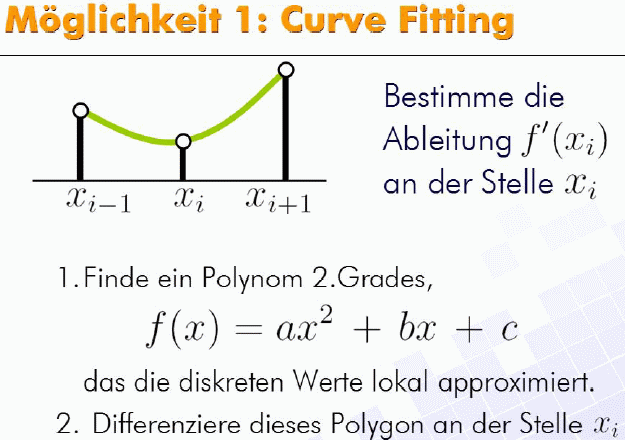 Möglichkeit 1: Curve Fitting
Bestimme die
Ableitung f'(x_i)
an der Stelle x_i
x_{i−1} x_i x_{i+1}
1. Finde ein Polynom 2.Grades,
f(x) = ax² + bx + c
das die diskreten Werte lokal approximiert.
2. Differenziere dieses Polygon an der Stelle x_i